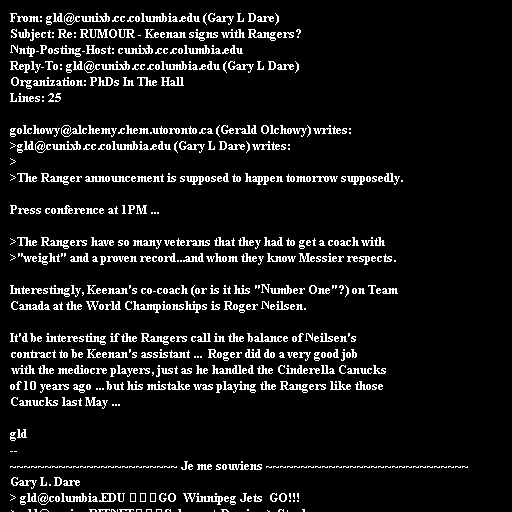 From: gld@cunixb.cc.columbia.edu (Gary L Dare)
Subject: Re: RUMOUR - Keenan signs with Rangers?
Nntp-Posting-Host: cunixb.cc.columbia.edu
Reply-To: gld@cunixb.cc.columbia.edu (Gary L Dare)
Organization: PhDs In The Hall
Lines: 25

golchowy@alchemy.chem.utoronto.ca (Gerald Olchowy) writes:
>gld@cunixb.cc.columbia.edu (Gary L Dare) writes:
>
>The Ranger announcement is supposed to happen tomorrow supposedly.

Press conference at 1PM ...

>The Rangers have so many veterans that they had to get a coach with
>"weight" and a proven record...and whom they know Messier respects.

Interestingly, Keenan's co-coach (or is it his "Number One"?) on Team
Canada at the World Championships is Roger Neilsen.

It'd be interesting if the Rangers call in the balance of Neilsen's
contract to be Keenan's assistant ...  Roger did do a very good job
with the mediocre players, just as he handled the Cinderella Canucks
of 10 years ago ... but his mistake was playing the Rangers like those
Canucks last May ...

gld
--
~~~~~~~~~~~~~~~~~~~~~~~~ Je me souviens ~~~~~~~~~~~~~~~~~~~~~~~~~~~~~
Gary L. Dare
> gld@columbia.EDU GO  Winnipeg Jets  GO!!!